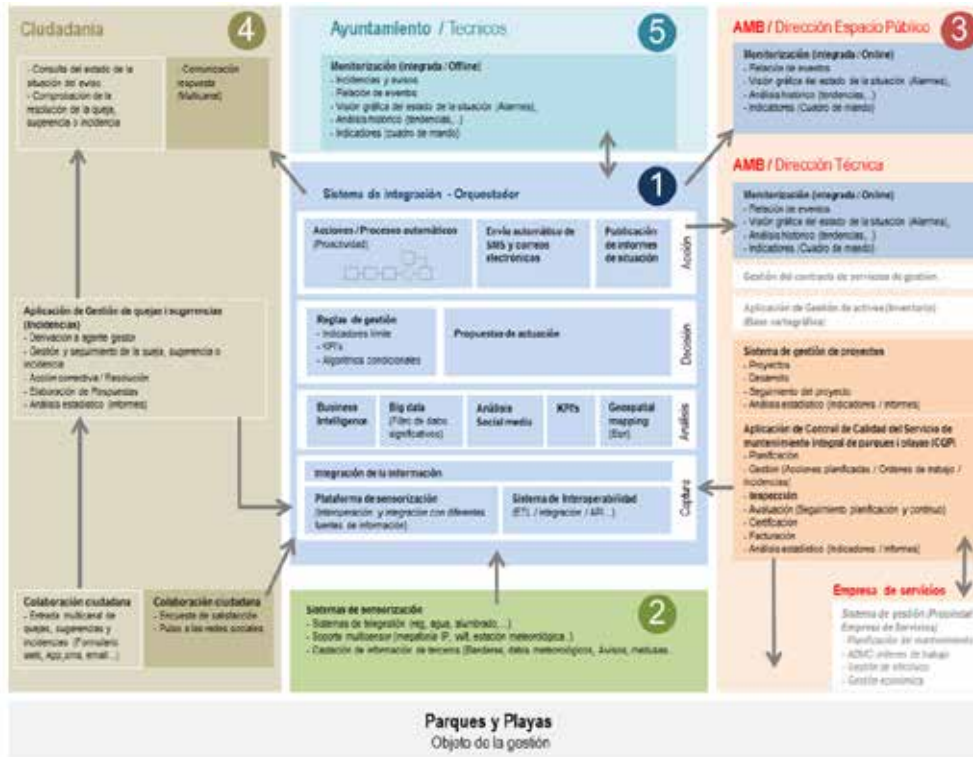 Ciudadanía
4
- Consulta del estado de la
situación del aviso
- Comprobación de la
resolución de la queja,
sugerencia o incidencia
- Comunicación
respuesta
(Multicanal)
Aplicación de Gestión de quejas i sugerencias
(Incidencias)
- Derivación a agente gestor
- Gestión y seguimiento de la queja, sugerencia o
incidencia
- Acción correctiva / Resolución
- Elaboración de Respuestas
- Análisis estadístico (informes)
Colaboración ciudadana
- Entrada multicanal de
quejas, sugerencias y
incidencias (Formulario
web, App, sms, email...)
Colaboración ciudadana
- Encuesta de satisfacción
- Pulso a las redes sociales
Ayuntamiento / Tecnicos
5
Monitorización (integrada / Offline)
- Incidencias y avisos
- Relación de eventos
- Visión gráfica del estado de la situación (Alarmes),
- Análisis histórico (tendencias,..)
- Indicadores (cuadro de mando)
Sistema de integración - Orquestador
1
Acciones / Procesos automáticos
(Proactividad)
Envío automático de
SMS y correos
electrónicos
Publicación
de informes
de situación
Acción
Reglas de gestión
- Indicadores límite
- KPI's
- Algoritmos condicionales
Propuestas de actuación
Decisión
Business
Intelligence
Big data
(Filtro de datos
significativos)
Análisis
Social media
KPI's
Geospatial
mapping
(Esri)
Análisis
Integración de la información
Plataforma de sensorización
(Interoperación y integración con diferentes
fuentes de información)
Sistema de Interoperabilidad
(ETL / integración / API...)
Captura
Sistemas de sensorización
2
- Sistemas de telegestión (reg, agua, alumbrado, ...)
- Soporte multisensor (megafonía IP, wifi, estación meteorológica..)
- Captación de información de terceros (Banderas, datos meteorológicos, Avisos, medusas...
AMB / Dirección Espacio Público
3
Monitorización (integrada / Online)
- Relación de eventos
- Visión gráfica del estado de la situación (Alarmes),
- Análisis histórico (tendencias,..)
- Indicadores (Cuadro de mando)
AMB / Dirección Técnica
Monitorización (integrada / Online)
- Relación de eventos
- Visión gráfica del estado de la situación (Alarmes),
- Análisis histórico (tendencias,..)
- Indicadores (Cuadro de mando)
Gestión del contracto de servicios de gestión
Aplicación de Gestión de activos (Inventario)
(Base cartográfica)
Sistema de gestión de proyectos
- Proyectos
- Desarrollo
- Seguimiento del proyecto
- Análisis estadístico (Indicadores / Informes)
Aplicación de Control de Calidad del Servicio de
mantenimiento integral de parques i playas (CQP)
- Planificación
- Gestión (Acciones planificadas / Ordenes de trabajo /
Incidencias)
- Inspección
- Evaluación (Seguimiento planificación y continuo)
- Certificación
- Facturación
- Análisis estadístico (Indicadores / Informes)
Empresa de servicios
Sistema de gestión
Empresa de Servicios)
- Planificación del mantenimiento
- ordenes de trabajo
- Gestión de
- Gestión económica
Parques y Playas
Objeto de la gestión